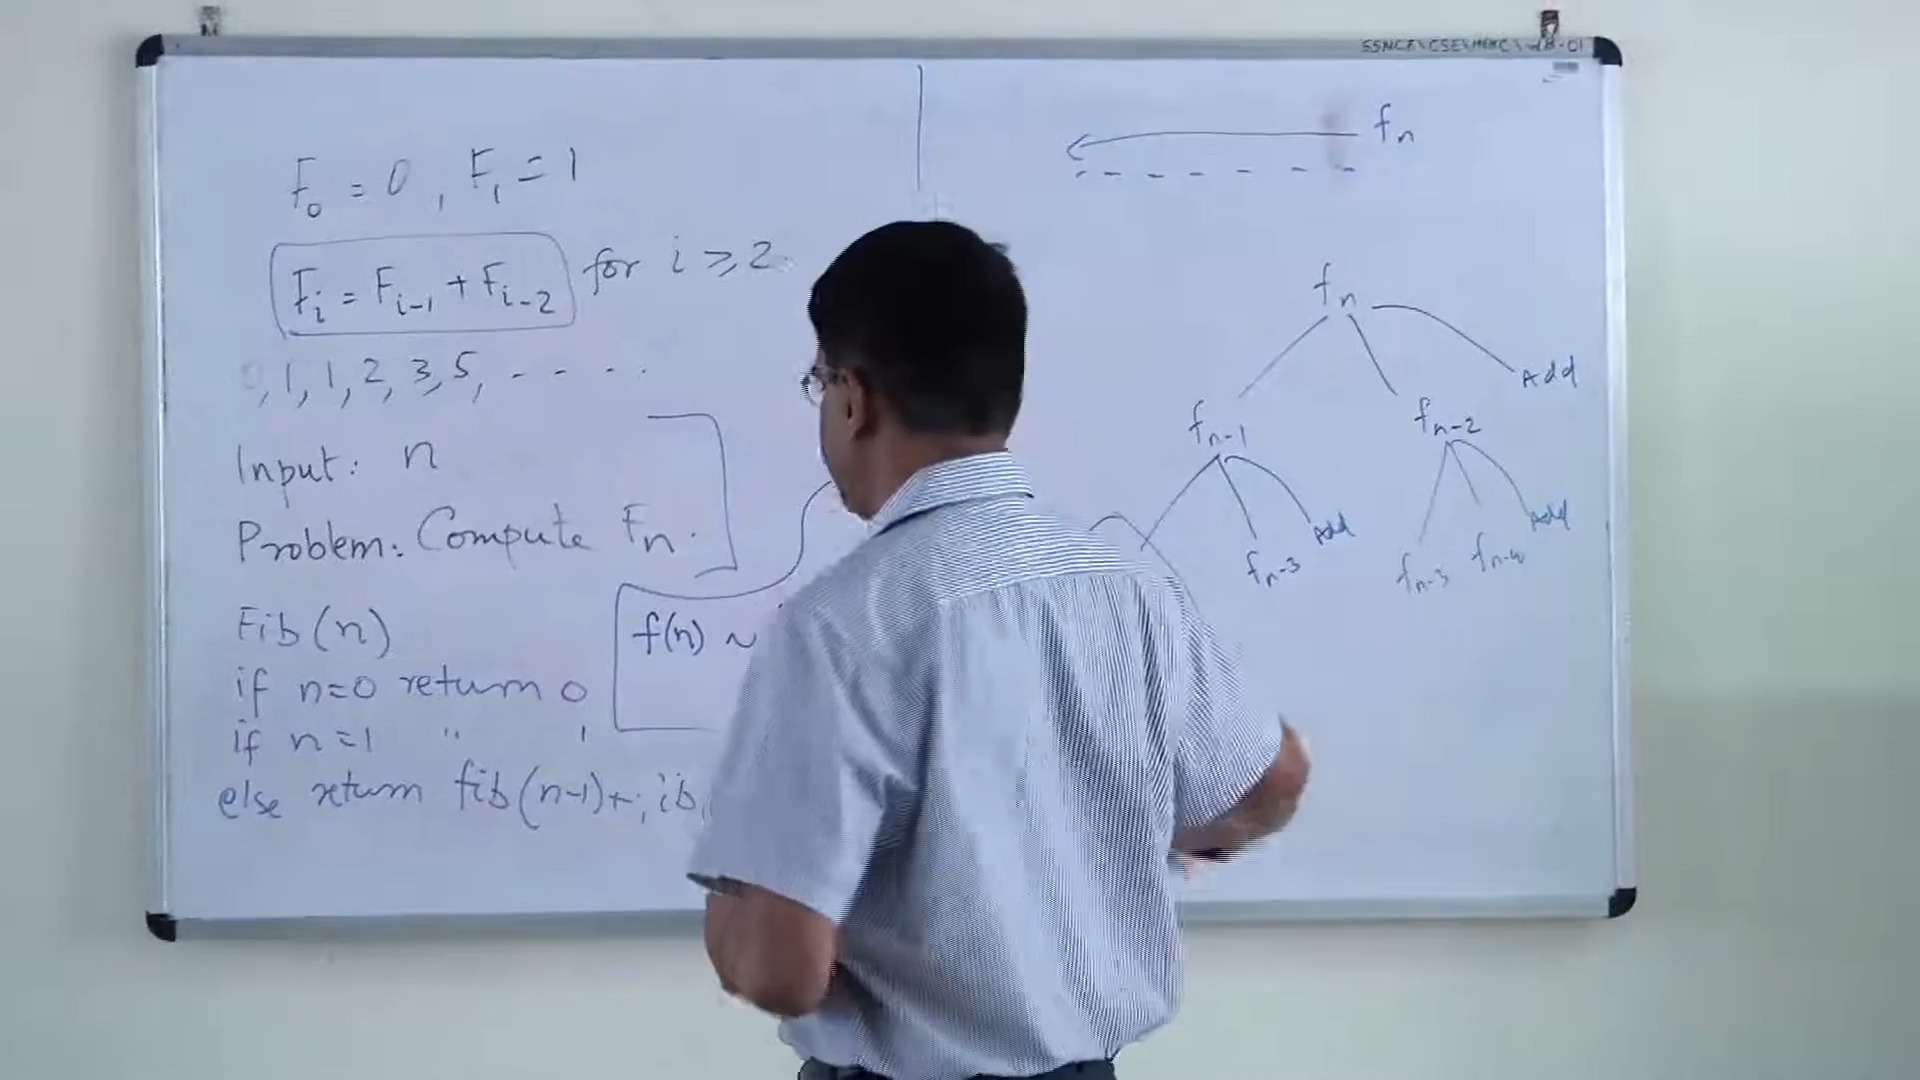 F₀ = 0, F₁ = 1
Fᵢ = Fᵢ₋₁ + Fᵢ₋₂ for i ≥ 2
, 1, 1, 2, 3, 5, - - - -
Input: n
Problem: Compute Fn.
Fib(n)
if n=0 return 0
if n=1 " 1
else return fib(n-1)+
f(n) ~
fn
fn
fn-1 fn-2 Add
fn-3 Add fn-3 fn-4 Add